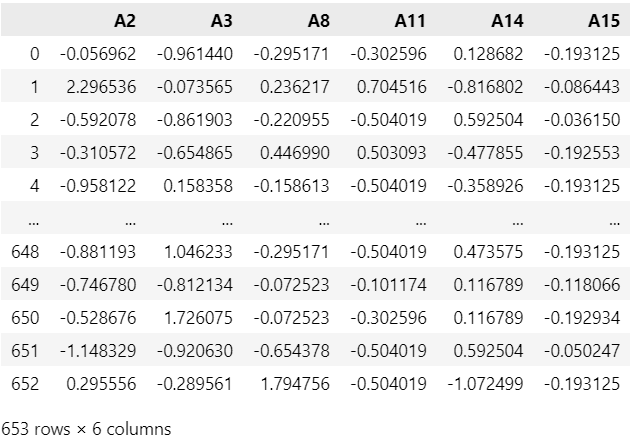 A2 A3 A8 A11 A14 A15
0 -0.056962 -0.961440 -0.295171 -0.302596 0.128682 -0.193125
1 2.296536 -0.073565 0.236217 0.704516 -0.816802 -0.086443
2 -0.592078 -0.861903 -0.220955 -0.504019 0.592504 -0.036150
3 -0.310572 -0.654865 0.446990 0.503093 -0.477855 -0.192553
4 -0.958122 0.158358 -0.158613 -0.504019 -0.358926 -0.193125
... ... ... ... ... ... ...
648 -0.881193 1.046233 -0.295171 -0.504019 0.473575 -0.193125
649 -0.746780 -0.812134 -0.072523 -0.101174 0.116789 -0.118066
650 -0.528676 1.726075 -0.072523 -0.302596 0.116789 -0.192934
651 -1.148329 -0.920630 -0.654378 -0.504019 0.592504 -0.050247
652 0.295556 -0.289561 1.794756 -0.504019 -1.072499 -0.193125
653 rows × 6 columns